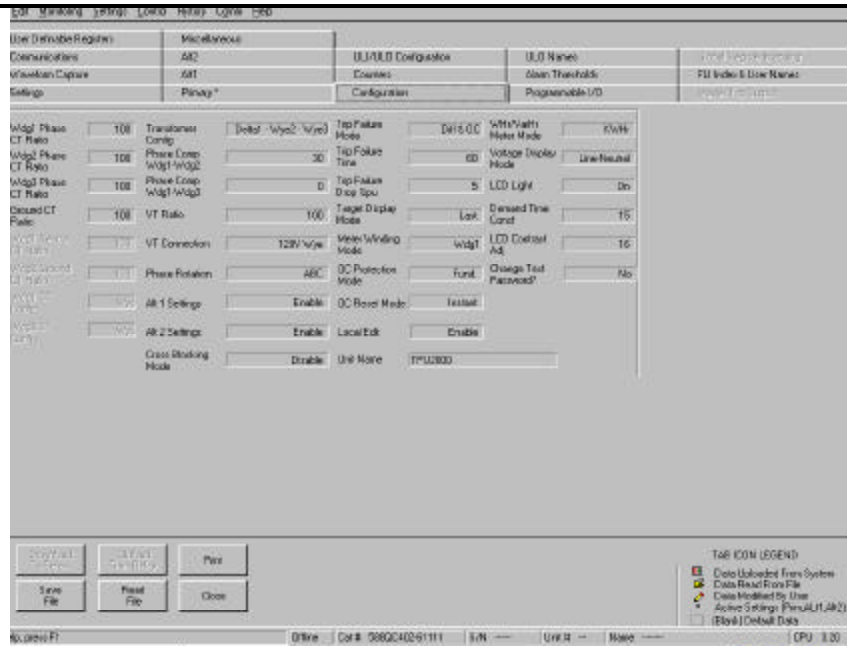 Edit Monitoring Settings Control History Comm Help
User Definable Registers Miscellaneous
Communications Alt2 ULI/ULO Configuration ULO Names
Waveform Capture Alt1 Counters Alarm Thresholds FLI Index & User Names
Settings Primary * Configuration Programmable I/O
Wdg1 Phase CT Ratio 100
Wdg2 Phase CT Ratio 100
Wdg3 Phase CT Ratio 100
Ground CT Ratio 100
Transformer Config Delta1 - Wye2 - Wye3
Phase Comp Wdg1-Wdg2 30
Phase Comp Wdg1-Wdg3 0
VT Ratio 100
VT Connection 120V Wye
Phase Rotation ABC
Alt 1 Settings Enable
Alt 2 Settings Enable
Cross Blocking Mode Disable
Trip Failure Mode Diff & O.C
Trip Failure Time 60
Trip Failure Drop %pu 5
Target Display Mode Last
Meter Winding Mode Wdg1
OC Protection Mode Fund.
OC Reset Mode Instant
Local Edit Enable
Unit Name TPU2000
WHr/VarHr Meter Mode KWHr
Voltage Display Mode Line-Neutral
LCD Light On
Demand Time Const 15
LCD Contrast Adj 16
Change Test Password? No
Print
Save File
Read File
Close
TAB ICON LEGEND
Data Uploaded From System
Data Read From File
Data Modified By User
* Active Settings (Prim,Alt1,Alt2)
(Blank) Default Data
Help, press F1 Offline Cat # 588QC402-61111 S/N ---- Unit # -- Name ---- CPU 3.20